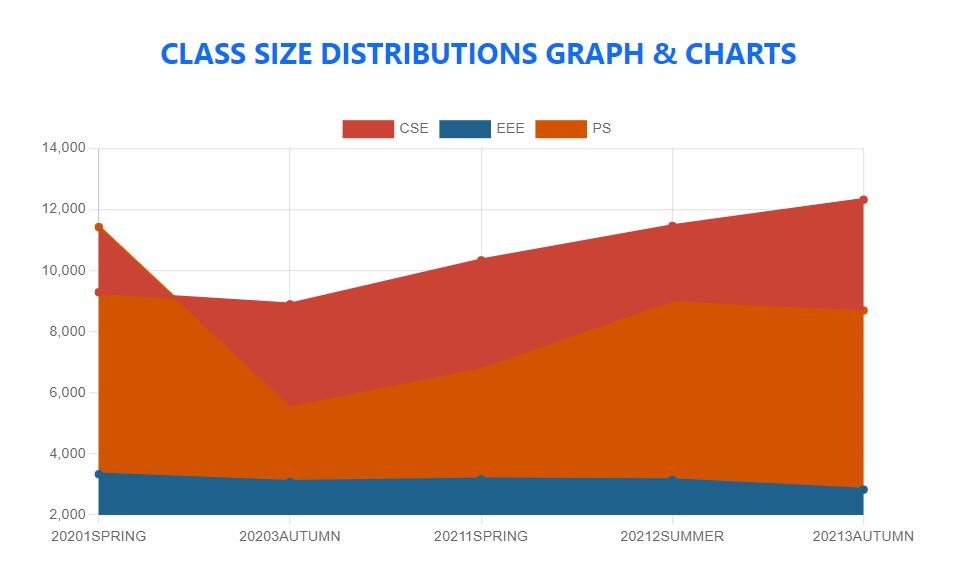 CLASS SIZE DISTRIBUTIONS GRAPH & CHARTS
CSE EEE PS
14,000
12,000
10,000
8,000
6,000
4,000
2,000
20201SPRING 20203AUTUMN 20211SPRING 20212SUMMER 20213AUTUMN